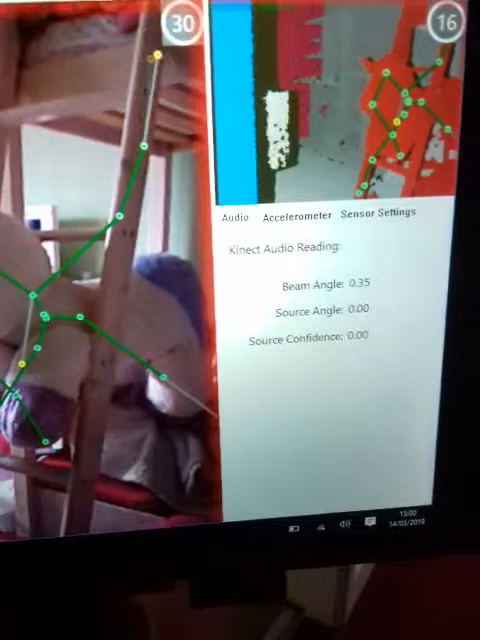 30
16
Audio Accelerometer Sensor Settings
Kinect Audio Reading:
Beam Angle: 0.35
Source Angle: 0.00
Source Confidence: 0.00
15:00
14/03/2019